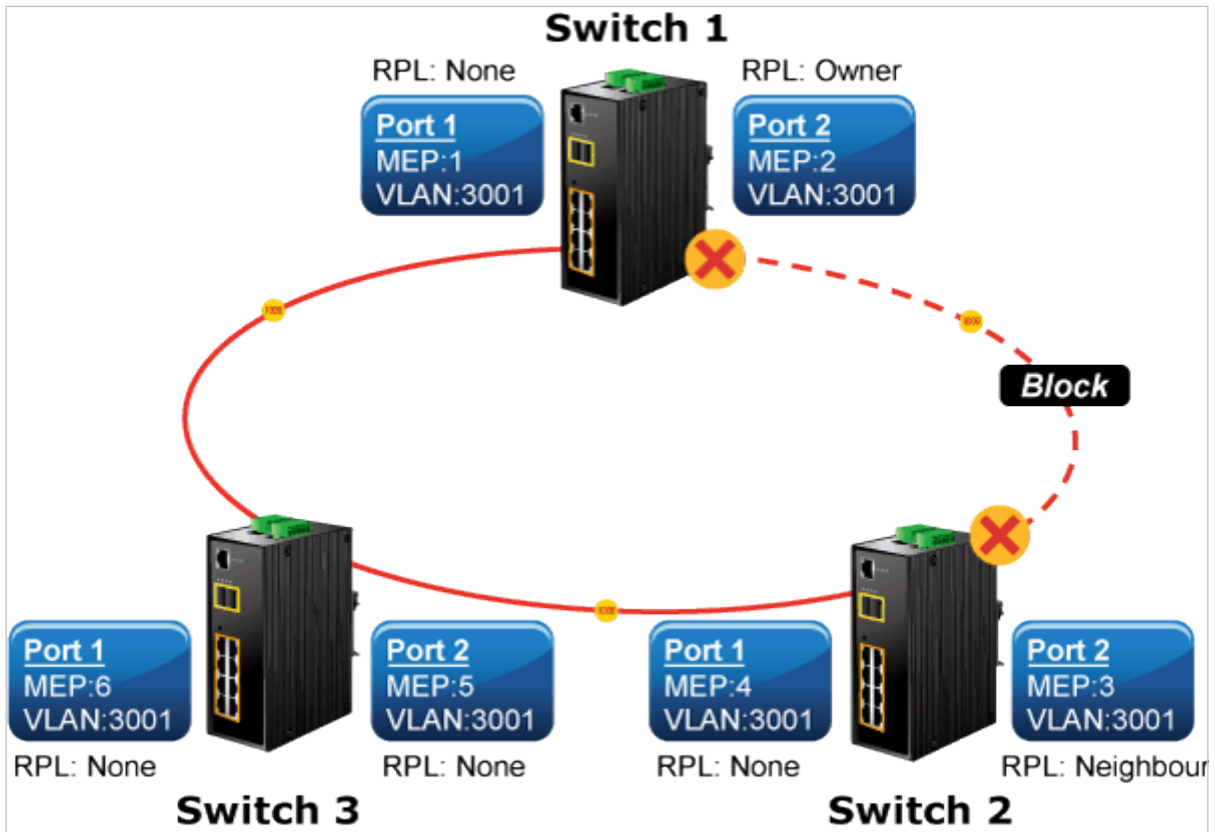 Switch 1
RPL: None
RPL: Owner
Port 1
MEP:1
VLAN:3001
Port 2
MEP:2
VLAN:3001
Block
Port 1
MEP:6
VLAN:3001
Port 2
MEP:5
VLAN:3001
Port 1
MEP:4
VLAN:3001
Port 2
MEP:3
VLAN:3001
RPL: None
RPL: None
RPL: None
RPL: Neighbour
Switch 3
Switch 2